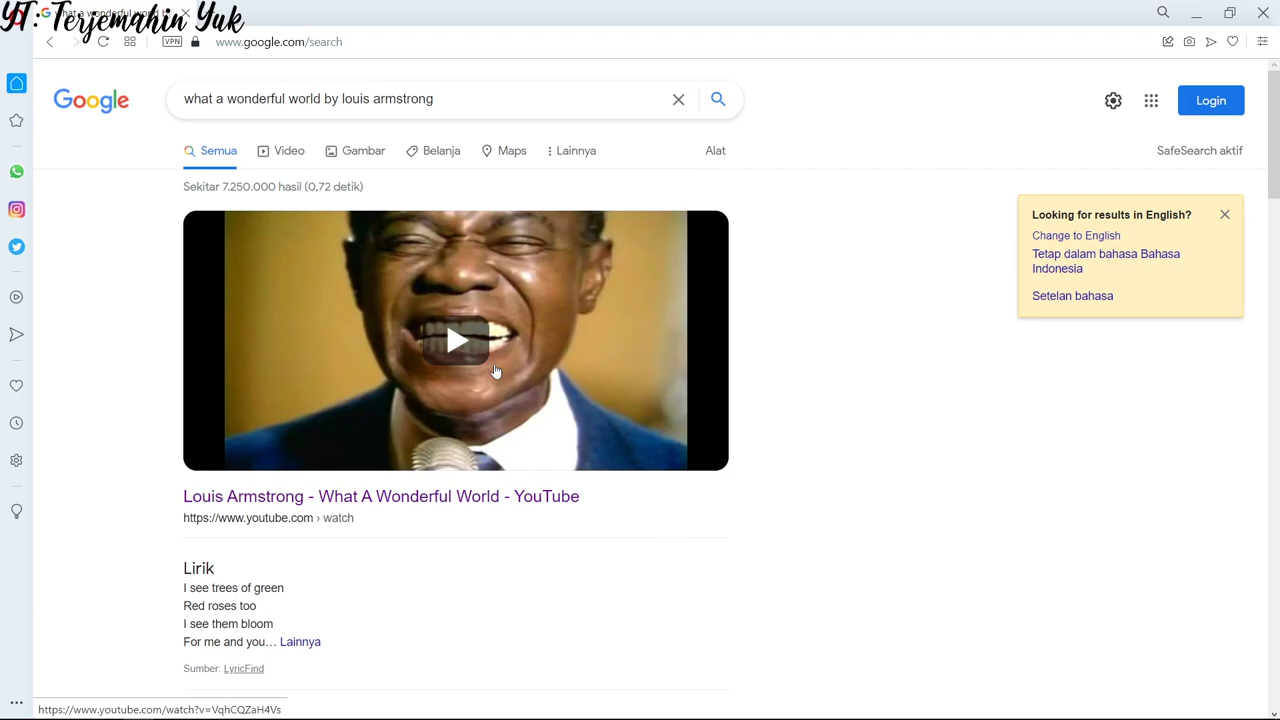 YT: Terjemahin Yuk
VPN
www.google.com/search
Google
what a wonderful world by louis armstrong
Login
Semua
Video
Gambar
Belanja
Maps
Lainnya
Alat
SafeSearch aktif
Sekitar 7.250.000 hasil (0,72 detik)
Looking for results in English?
Change to English
Tetap dalam bahasa Bahasa
Indonesia
Setelan bahasa
Louis Armstrong - What A Wonderful World - YouTube
https://www.youtube.com › watch
Lirik
I see trees of green
Red roses too
I see them bloom
For me and you… Lainnya
Sumber: LyricFind
https://www.youtube.com/watch?v=VqhCQZaH4Vs